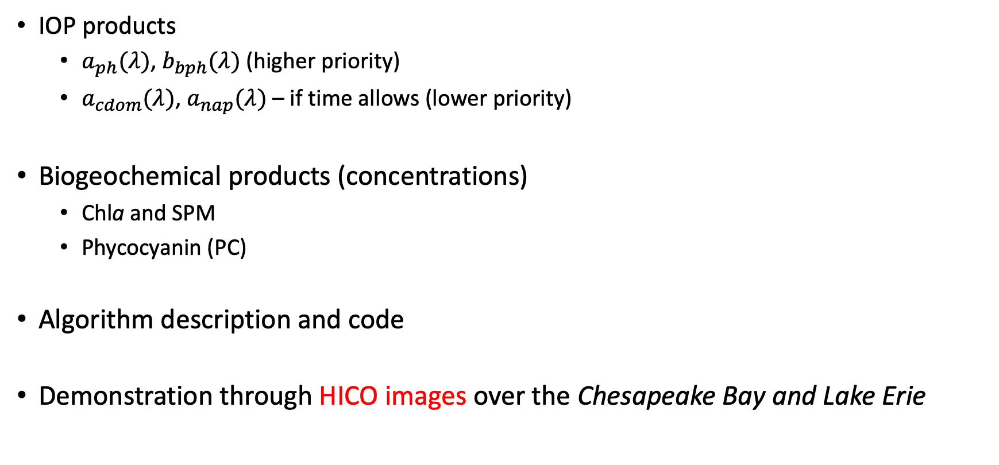 • IOP products
• $a_{ph}(\lambda)$, $b_{bph}(\lambda)$ (higher priority)
• $a_{cdom}(\lambda)$, $a_{nap}(\lambda)$ – if time allows (lower priority)
• Biogeochemical products (concentrations)
• Chla and SPM
• Phycocyanin (PC)
• Algorithm description and code
• Demonstration through HICO images over the Chesapeake Bay and Lake Erie